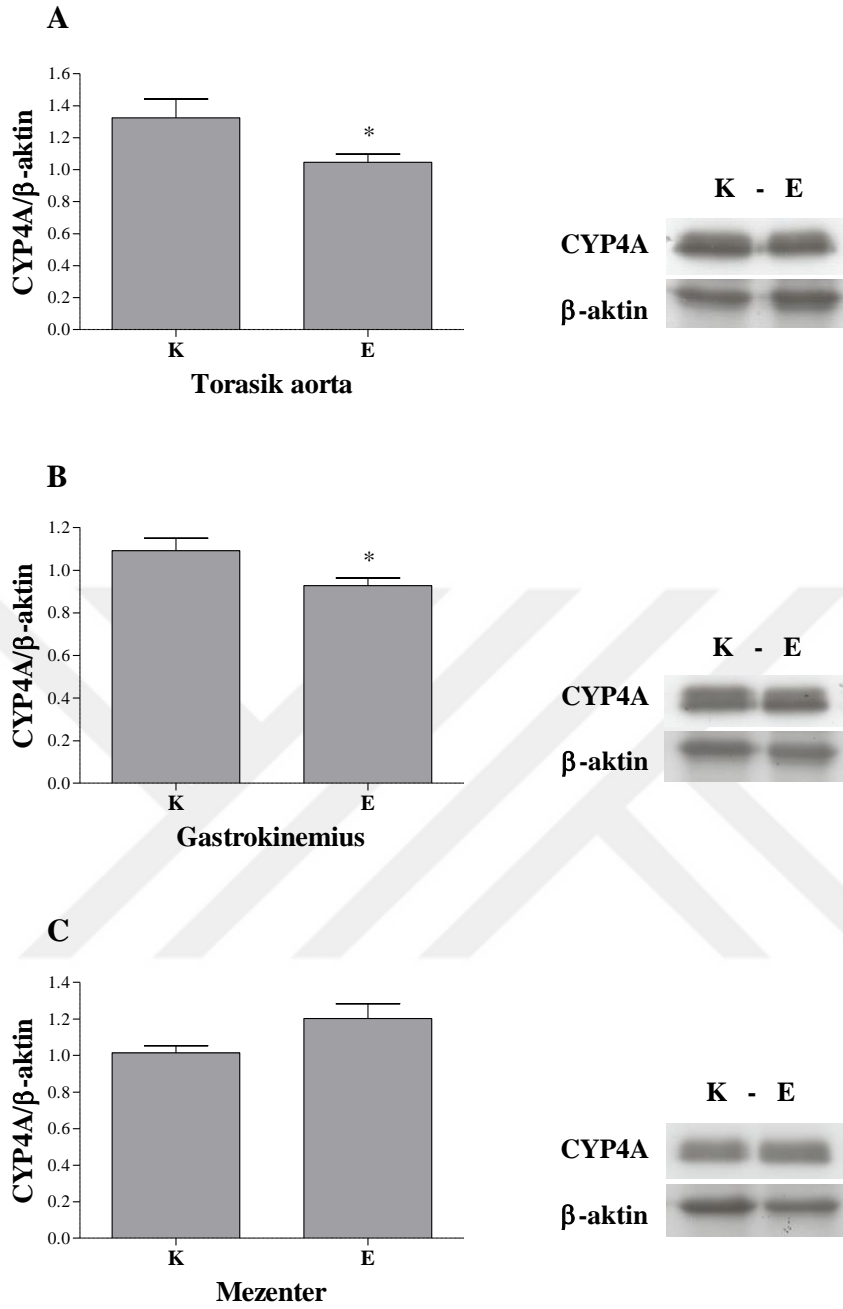 A
CYP4A/β-aktin
1.6
1.4
1.2
1.0
0.8
0.6
0.4
0.2
0.0
*
K E
Torasik aorta
K - E
CYP4A
β-aktin
B
CYP4A/β-aktin
1.2
1.0
0.8
0.6
0.4
0.2
0.0
*
K E
Gastrokinemius
K - E
CYP4A
β-aktin
C
CYP4A/β-aktin
1.4
1.2
1.0
0.8
0.6
0.4
0.2
0.0
K E
Mezenter
K - E
CYP4A
β-aktin